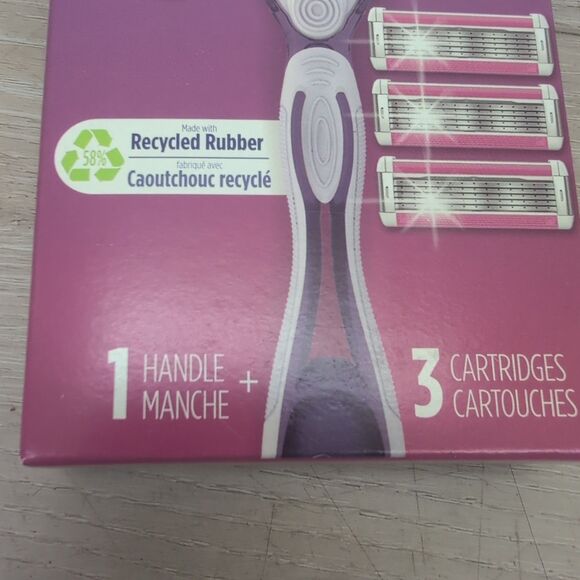 58%
Made with
Recycled Rubber
fabriqué avec
Caoutchouc recyclé
1 HANDLE + 3 CARTRIDGES
MANCHE CARTOUCHES